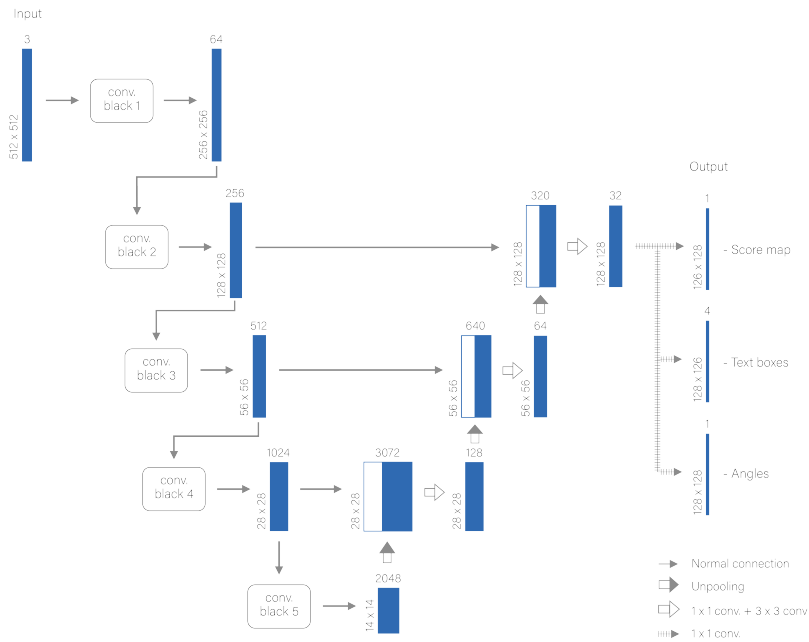 Input
3
512 x 512
conv.
black 1
64
256 x 256
conv.
black 2
256
128 x 128
320
128 x 128
32
128 x 128
Output
1
126 x 128
- Score map
conv.
black 3
512
56 x 56
640
56 x 56
64
56 x 56
4
128 x 126
- Text boxes
conv.
black 4
1024
28 x 28
3072
28 x 28
128
28 x 28
1
128 x 128
- Angles
conv.
black 5
2048
14 x 14
Normal connection
Unpooling
1 x 1 conv. + 3 x 3 conv
1 x 1 conv.